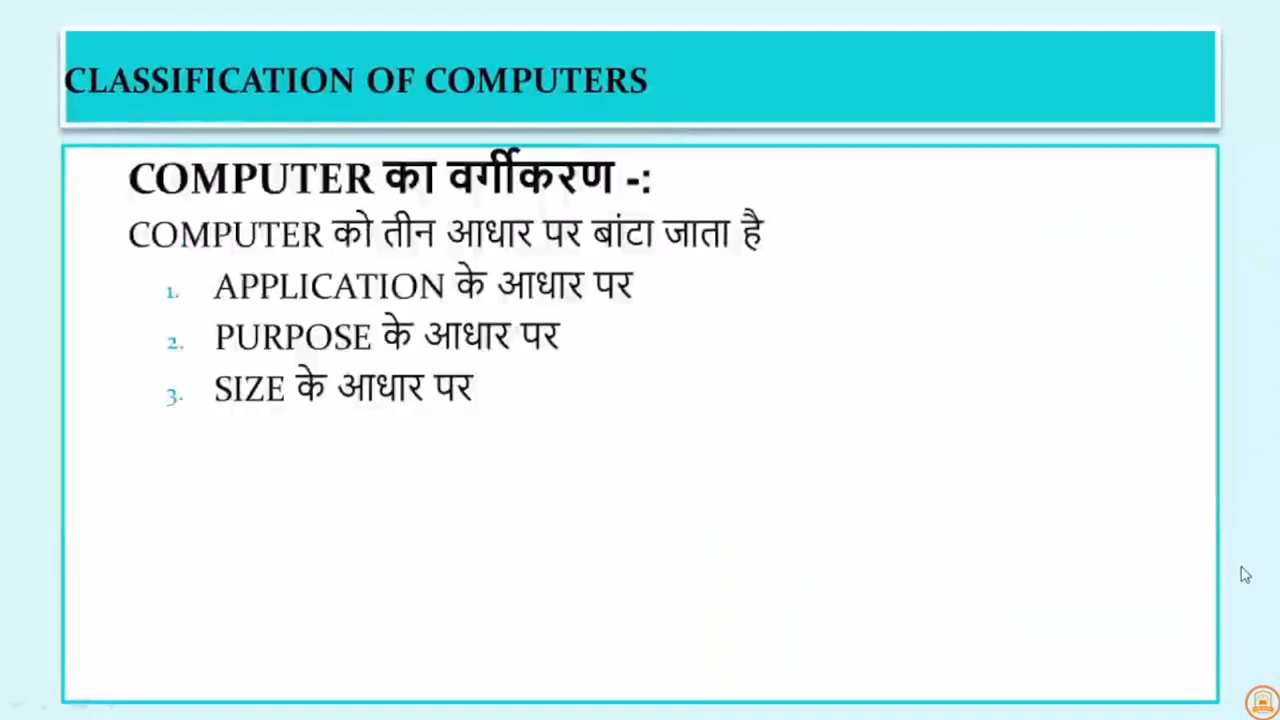 CLASSIFICATION OF COMPUTERS
COMPUTER का वर्गीकरण -:
COMPUTER को तीन आधार पर बांटा जाता है
1. APPLICATION के आधार पर
2. PURPOSE के आधार पर
3. SIZE के आधार पर